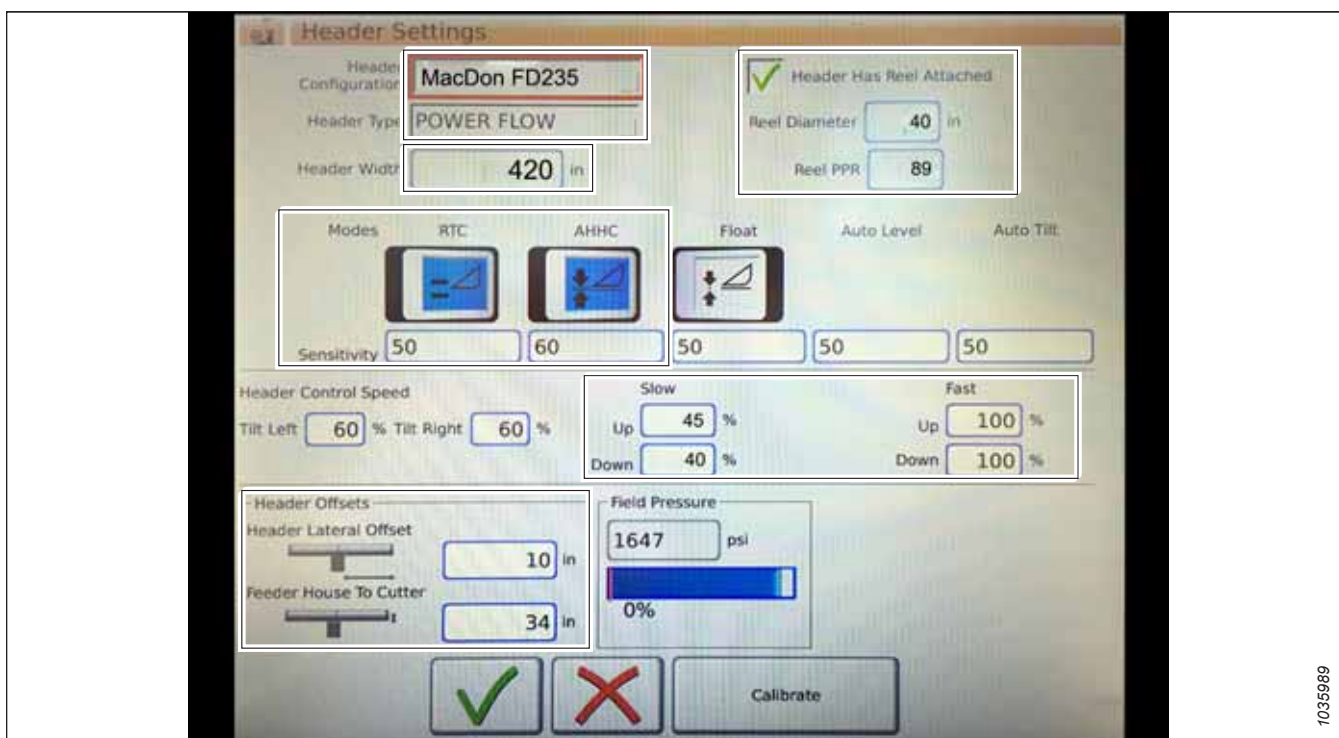 Header Settings
Header Configuration MacDon FD235
Header Has Reel Attached
Header Type POWER FLOW
Reel Diameter 40 in
Header Width 420 in
Reel PPR 89
Modes RTC AHHC Float Auto Level Auto Tilt
Sensitivity 50 60 50 50 50
Header Control Speed
Slow Fast
Tilt Left 60 % Tilt Right 60 %
Up 45 % Up 100 %
Down 40 % Down 100 %
Header Offsets
Field Pressure
Header Lateral Offset
1647 psi
10 in
Feeder House To Cutter
0%
34 in
Calibrate
1035989